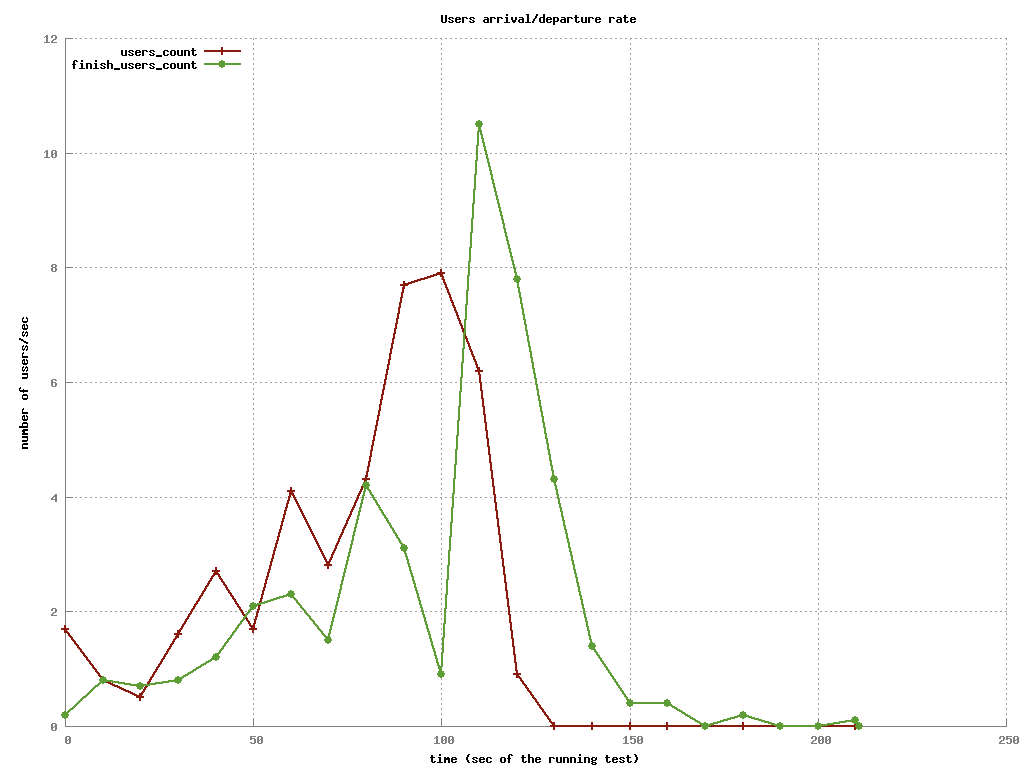 Users arrival/departure rate
users_count
finish_users_count
12
10
8
6
4
2
0
number of users/sec
0 50 100 150 200 250
time (sec of the running test)